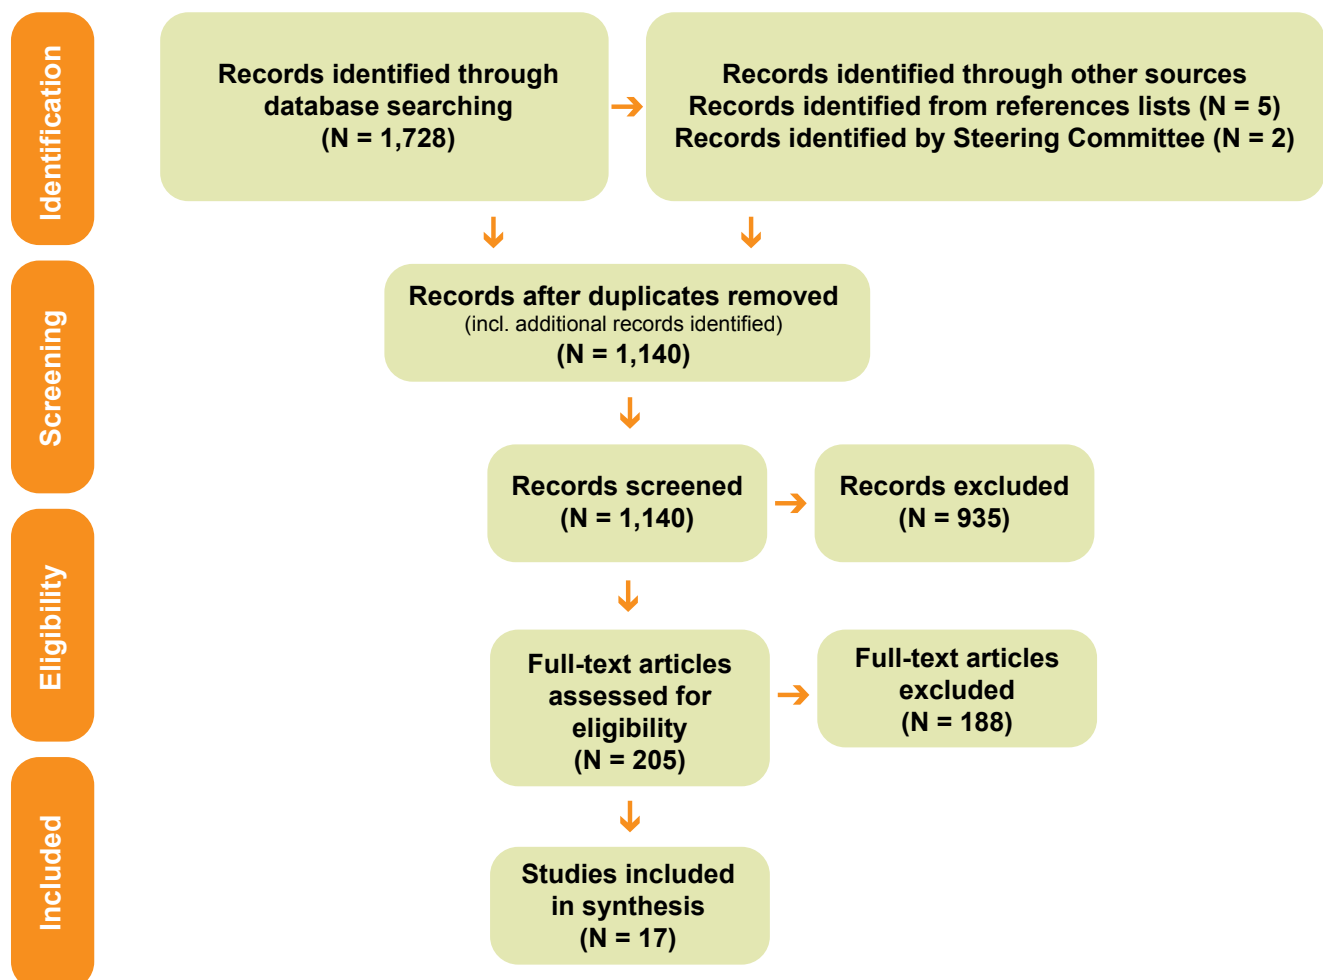 Identification
Records identified through
database searching
(N = 1,728)
Records identified through other sources
Records identified from references lists (N = 5)
Records identified by Steering Committee (N = 2)
Screening
Records after duplicates removed
(incl. additional records identified)
(N = 1,140)
Records screened
(N = 1,140)
Records excluded
(N = 935)
Eligibility
Full-text articles
assessed for
eligibility
(N = 205)
Full-text articles
excluded
(N = 188)
Included
Studies included
in synthesis
(N = 17)